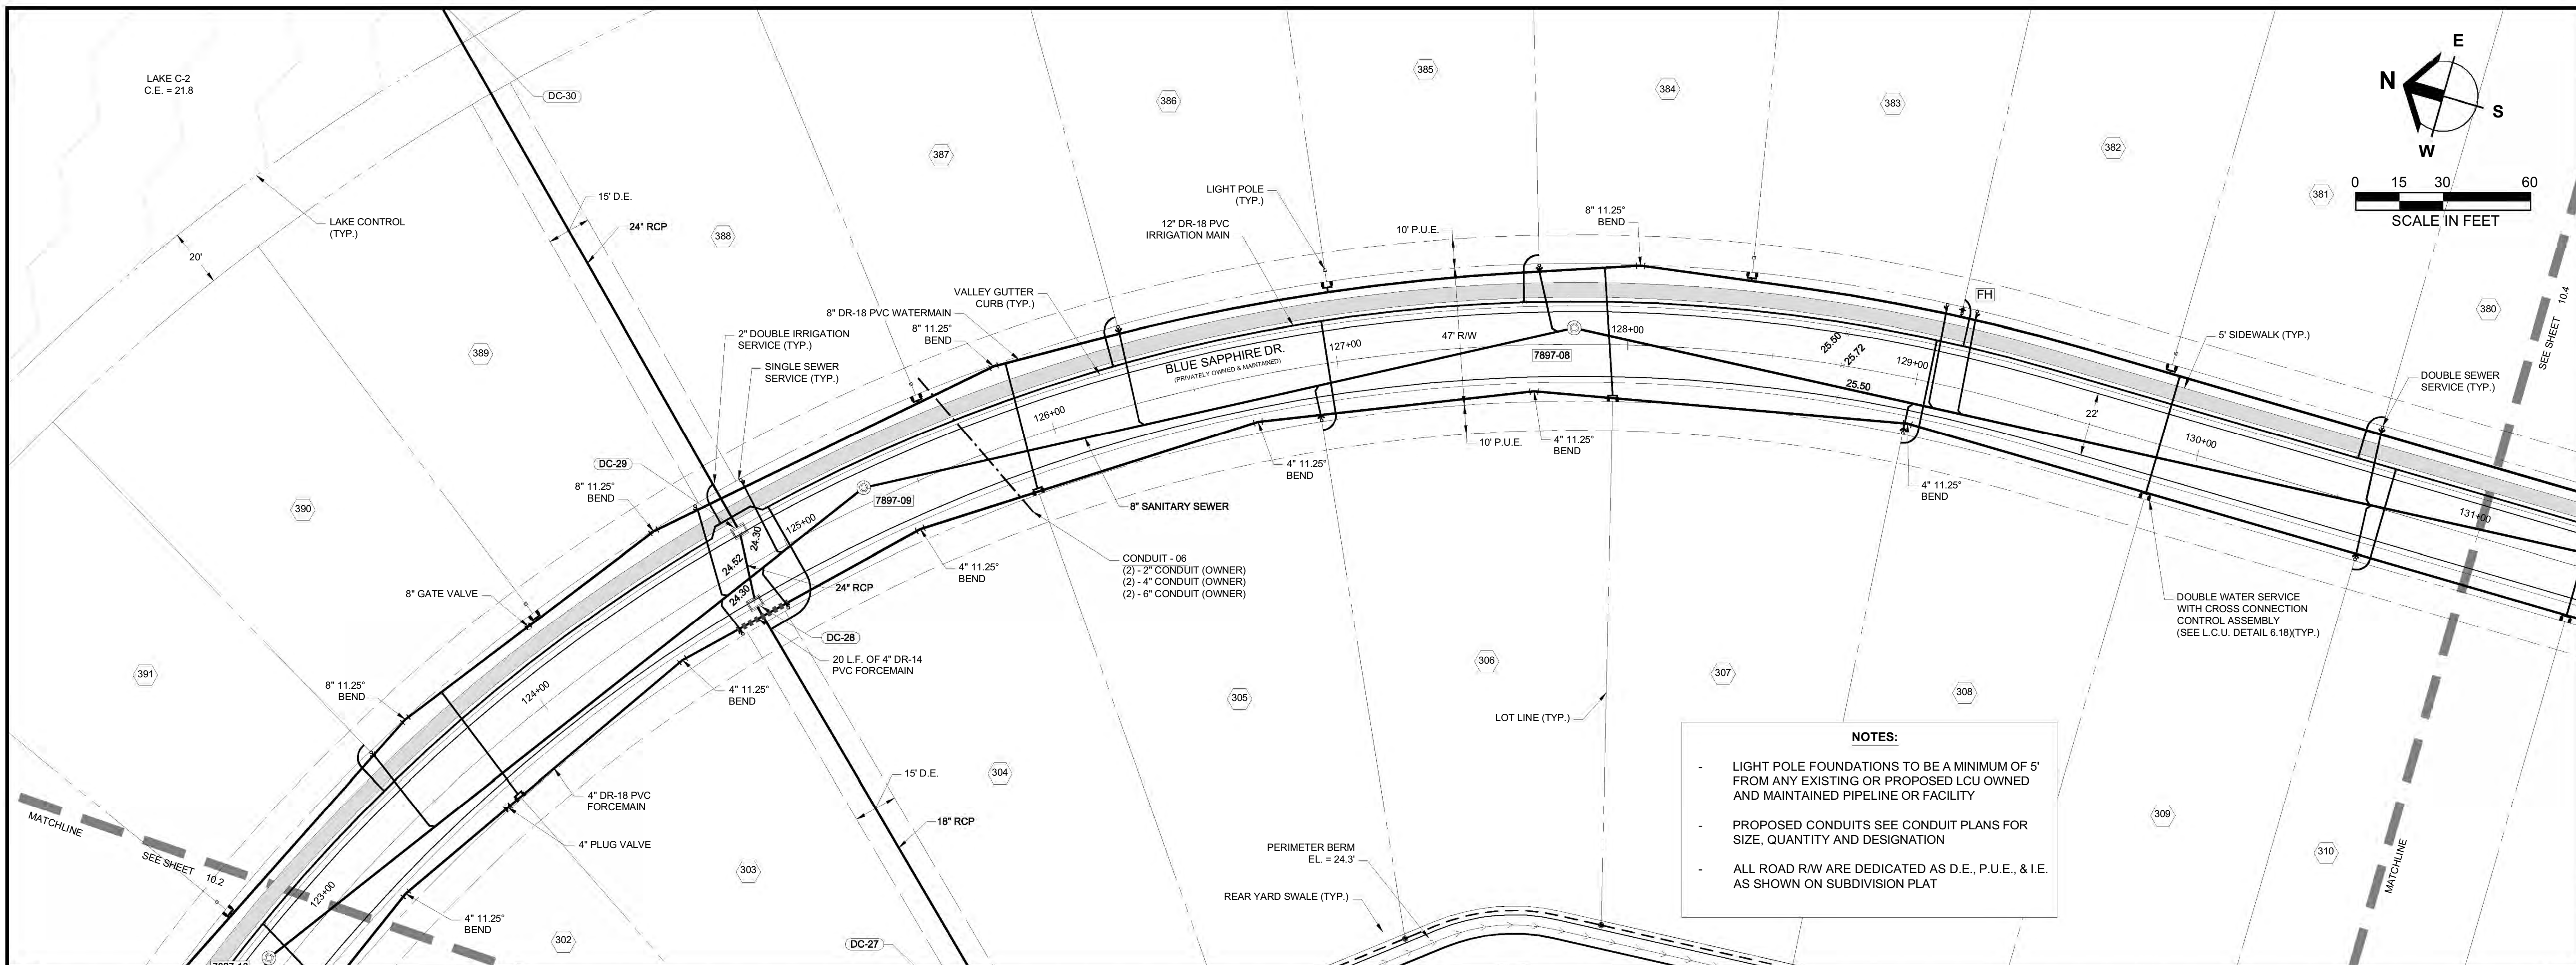 LAKE C-2
C.E. = 21.8
DC-30
385
384
386
383
387
382
381
380
E
N
S
W
0 15 30 60
SCALE IN FEET
SEE SHEET 10.4
LAKE CONTROL
(TYP.)
20'
15' D.E.
24" RCP
388
LIGHT POLE
(TYP.)
12" DR-18 PVC
IRRIGATION MAIN
10' P.U.E.
8" 11.25°
BEND
VALLEY GUTTER
CURB (TYP.)
8" DR-18 PVC WATERMAIN
8" 11.25°
BEND
2" DOUBLE IRRIGATION
SERVICE (TYP.)
SINGLE SEWER
SERVICE (TYP.)
389
FH
5' SIDEWALK (TYP.)
DOUBLE SEWER
SERVICE (TYP.)
BLUE SAPPHIRE DR.
(PRIVATELY OWNED & MAINTAINED)
47' R/W
127+00
128+00
7897-08
25.50
25.72
25.50
129+00
22'
130+00
131+00
126+00
10' P.U.E.
4" 11.25°
BEND
4" 11.25°
BEND
4" 11.25°
BEND
DC-29
8" 11.25°
BEND
7897-09
125+00
24.30
24.52
24.30
8" SANITARY SEWER
390
24" RCP
4" 11.25°
BEND
CONDUIT - 06
(2) - 2" CONDUIT (OWNER)
(2) - 4" CONDUIT (OWNER)
(2) - 6" CONDUIT (OWNER)
8" GATE VALVE
DC-28
20 L.F. OF 4" DR-14
PVC FORCEMAIN
DOUBLE WATER SERVICE
WITH CROSS CONNECTION
CONTROL ASSEMBLY
(SEE L.C.U. DETAIL 6.18)(TYP.)
391
8" 11.25°
BEND
124+00
4" 11.25°
BEND
305
306
307
308
LOT LINE (TYP.)
15' D.E.
304
18" RCP
4" DR-18 PVC
FORCEMAIN
4" PLUG VALVE
MATCHLINE
SEE SHEET 10.2
123+00
303
4" 11.25°
BEND
302
DC-27
PERIMETER BERM
EL. = 24.3'
REAR YARD SWALE (TYP.)
NOTES:
- LIGHT POLE FOUNDATIONS TO BE A MINIMUM OF 5'
FROM ANY EXISTING OR PROPOSED LCU OWNED
AND MAINTAINED PIPELINE OR FACILITY
- PROPOSED CONDUITS SEE CONDUIT PLANS FOR
SIZE, QUANTITY AND DESIGNATION
- ALL ROAD R/W ARE DEDICATED AS D.E., P.U.E., & I.E.
AS SHOWN ON SUBDIVISION PLAT
309
310
MATCHLINE